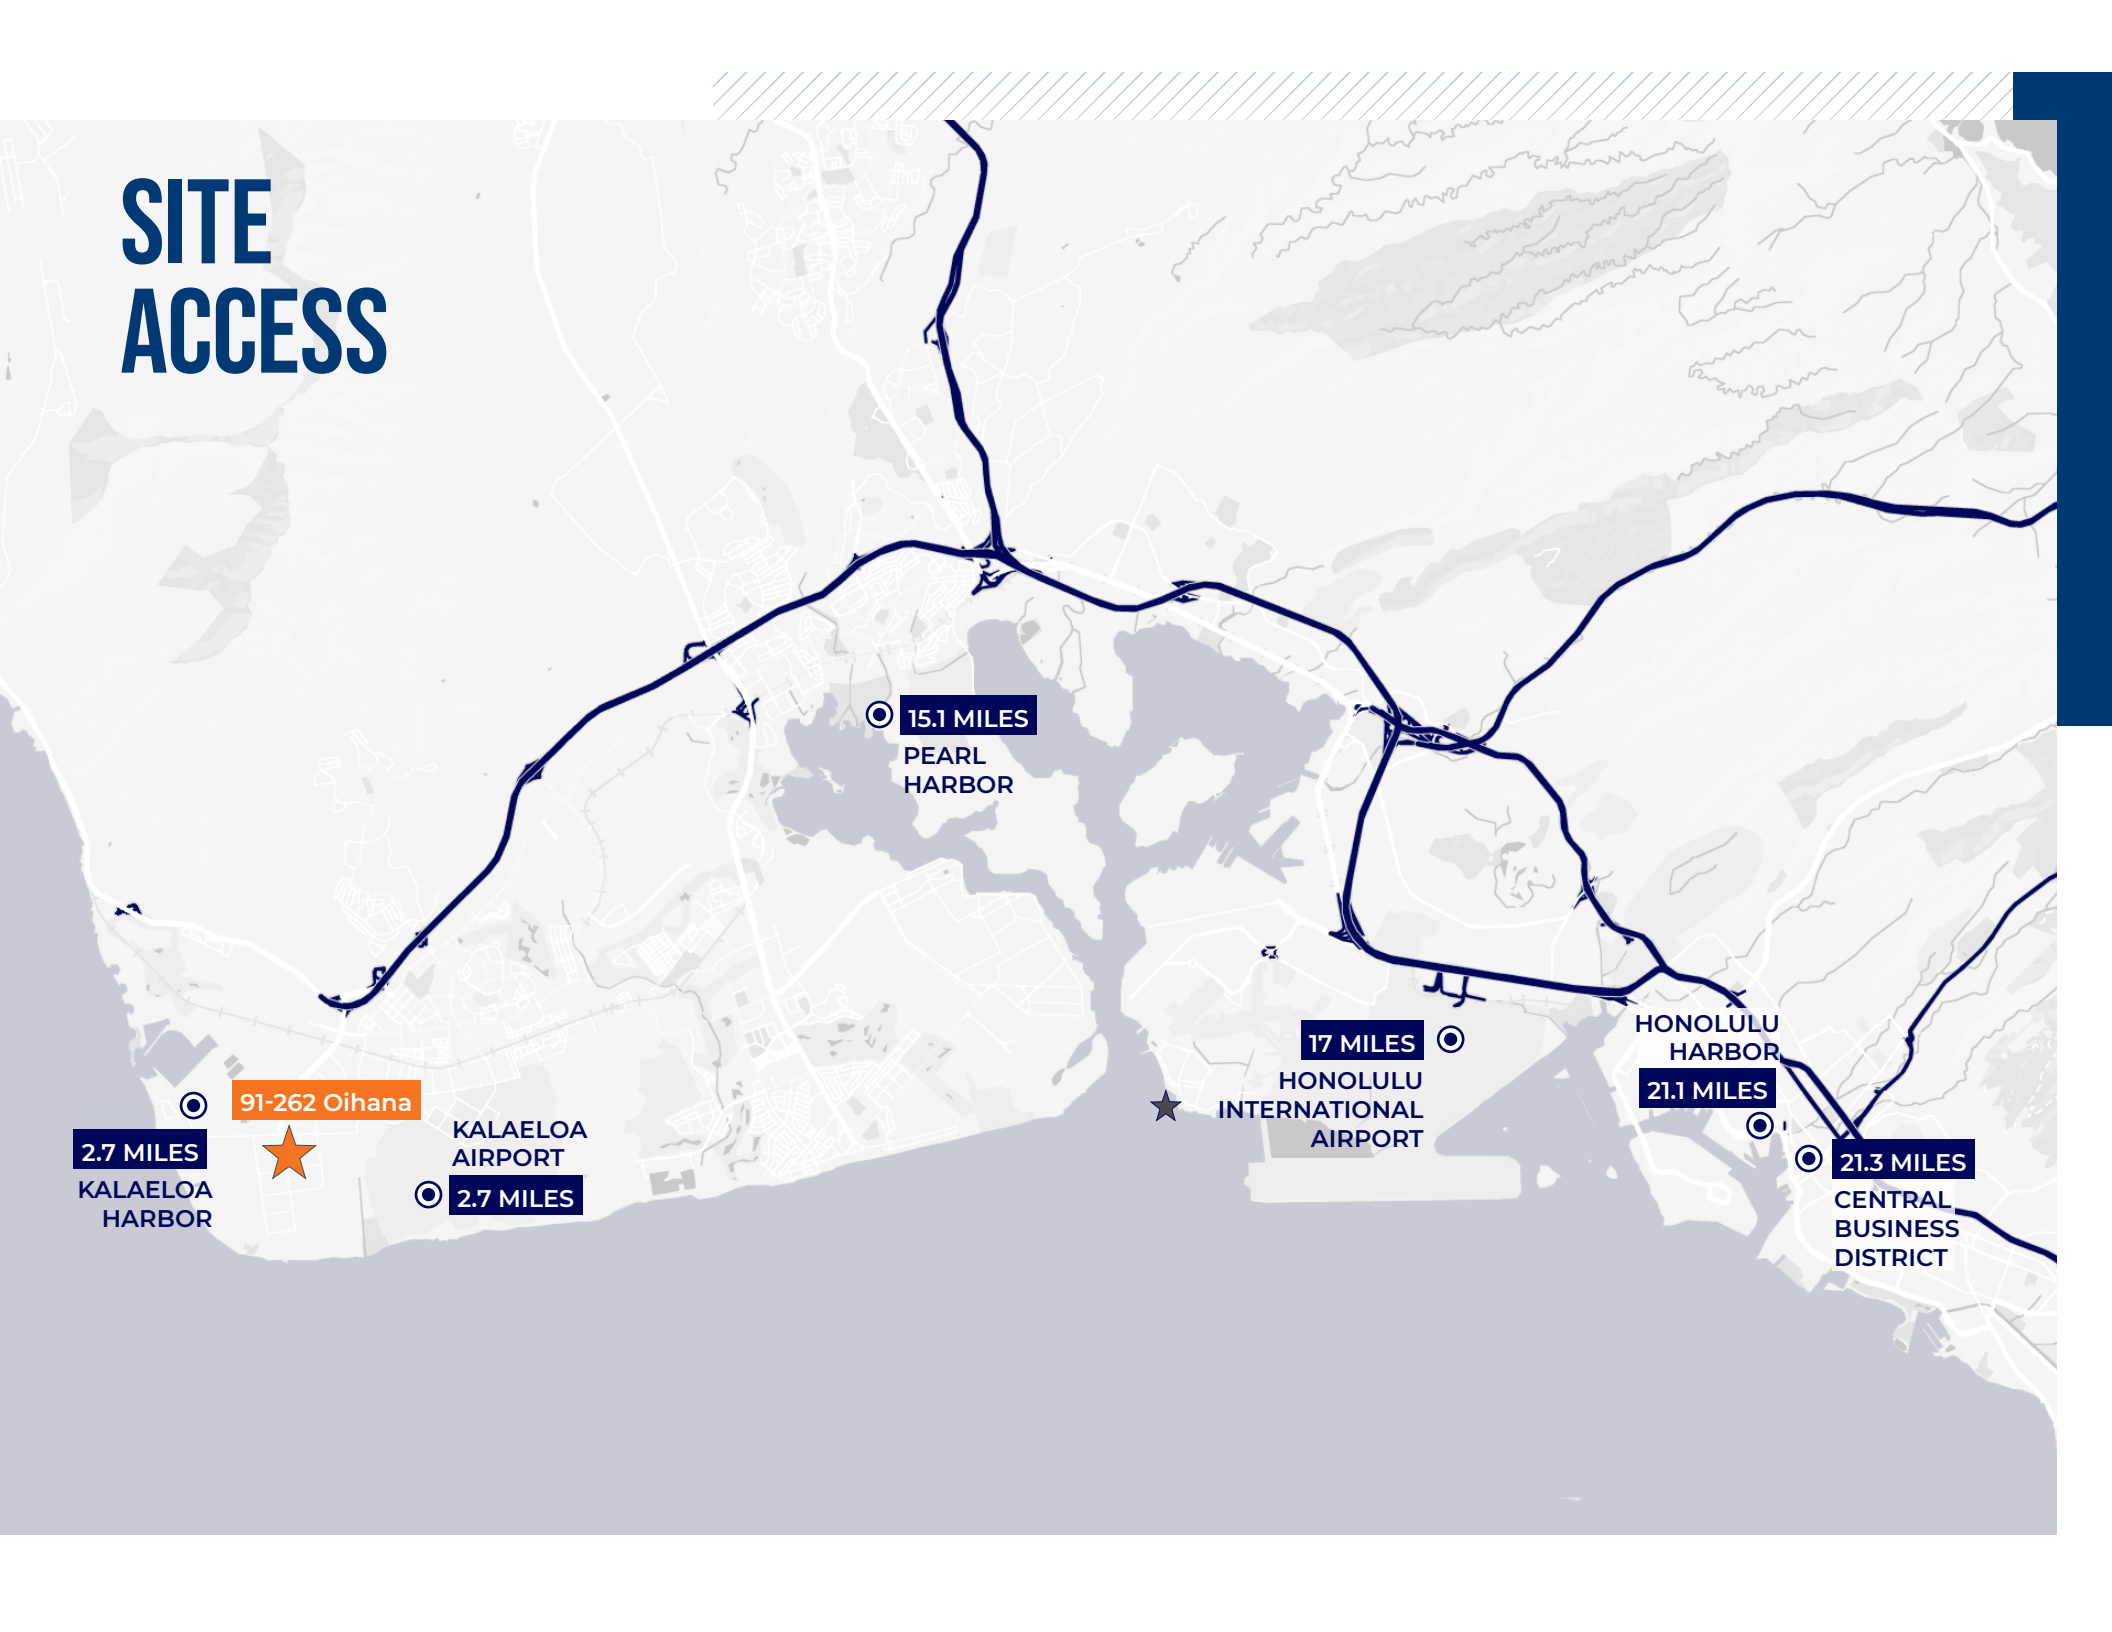 SITE
ACCESS
15.1 MILES
PEARL
HARBOR
91-262 Oihana
2.7 MILES
KALAELOA
HARBOR
KALAELOA
AIRPORT
2.7 MILES
17 MILES
HONOLULU
INTERNATIONAL
AIRPORT
HONOLULU
HARBOR
21.1 MILES
21.3 MILES
CENTRAL
BUSINESS
DISTRICT